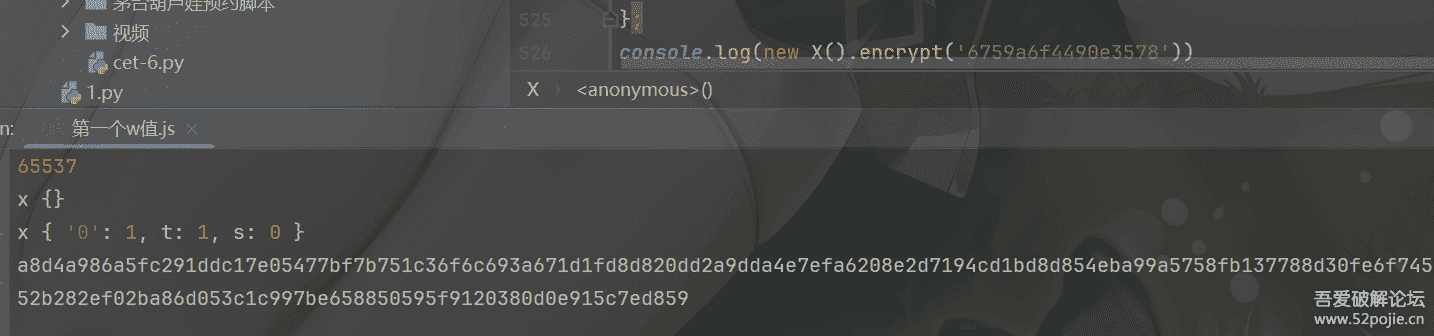 茅台葫芦娃预约脚本
视频
cet-6.py
1.py
525 };
526 console.log(new X().encrypt('6759a6f4490e3578'))
X > <anonymous>()
n: 第一个w值.js ×
65537
x {}
x { '0': 1, t: 1, s: 0 }
a8d4a986a5fc291ddc17e05477bf7b751c36f6c693a671d1fd8d820dd2a9dda4e7efa6208e2d7194cd1bd8d854eba99a5758fb137788d30fe6f745
52b282ef02ba86d053c1c997be658850595f9120380d0e915c7ed859
吾爱破解论坛
www.52pojie.cn